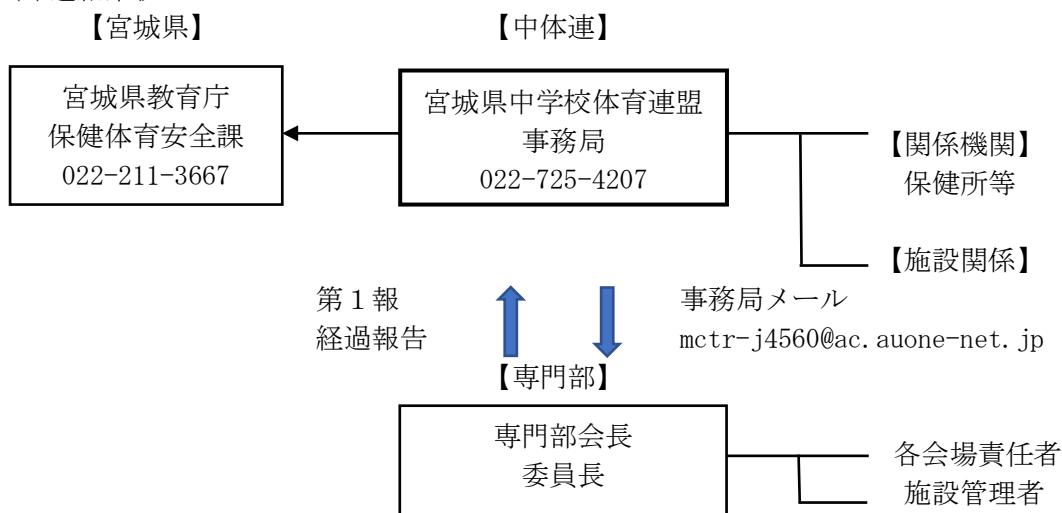 【宮城県】
【中体連】
宮城県教育庁
保健体育安全課
022-211-3667
宮城県中学校体育連盟
事務局
022-725-4207
【関係機関】
保健所等
【施設関係】
第１報
経過報告
事務局メール
mctr-j4560@ac.auone-net.jp
【専門部】
専門部会長
委員長
各会場責任者
施設管理者